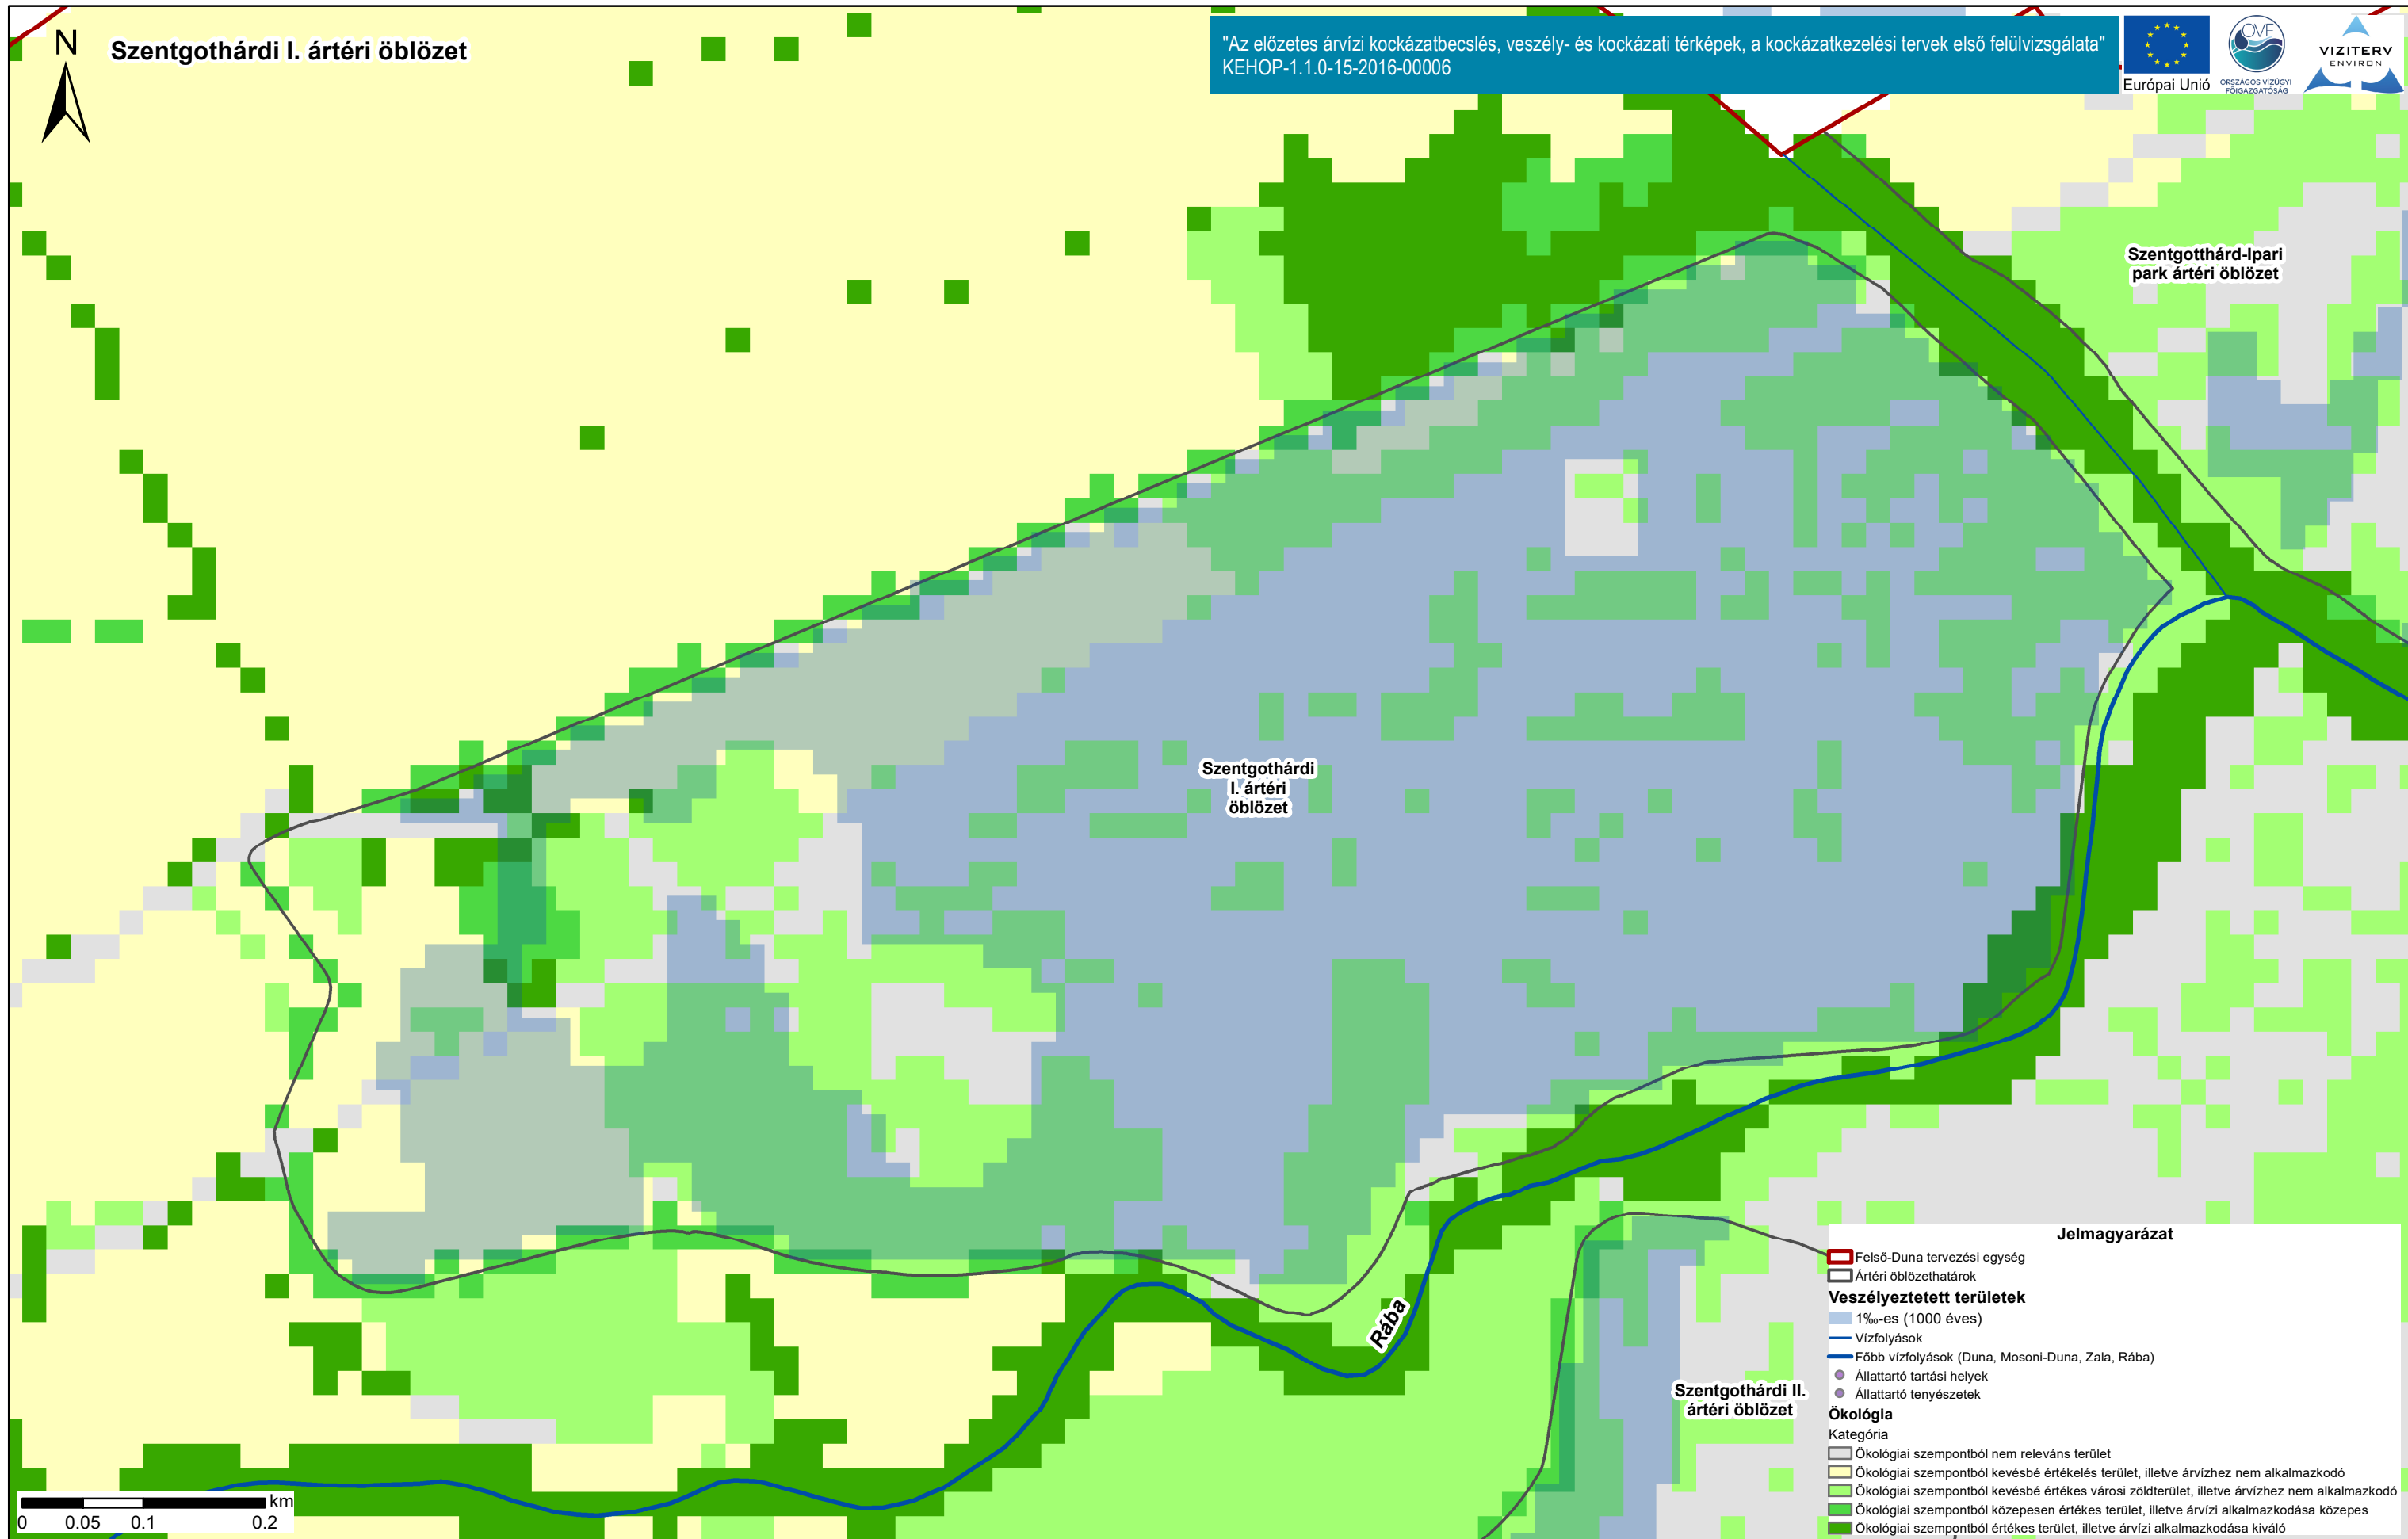 N
Szentgothárdi I. ártéri öblözet
"Az előzetes árvízi kockázatbecslés, veszély- és kockázati térképek, a kockázatkezelési tervek első felülvizsgálata"
KEHOP-1.1.0-15-2016-00006
Európai Unió
OVF
ORSZÁGOS VÍZÜGYI
FŐIGAZGATÓSÁG
VIZITERV
ENVIRON
Szentgotthárd-Ipari
park ártéri öblözet
Szentgothárdi
I. ártéri
öblözet
Rába
Szentgothárdi II.
ártéri öblözet
Jelmagyarázat
Felső-Duna tervezési egység
Ártéri öblözethatárok
Veszélyeztetett területek
1‰-es (1000 éves)
Vízfolyások
Főbb vízfolyások (Duna, Mosoni-Duna, Zala, Rába)
Állattartó tartási helyek
Állattartó tenyészetek
Ökológia
Kategória
Ökológiai szempontból nem releváns terület
Ökológiai szempontból kevésbé értékelés terület, illetve árvízhez nem alkalmazkodó
Ökológiai szempontból kevésbé értékes városi zöldterület, illetve árvízhez nem alkalmazkodó
Ökológiai szempontból közepesen értékes terület, illetve árvízi alkalmazkodása közepes
Ökológiai szempontból értékes terület, illetve árvízi alkalmazkodása kiváló
km
0 0.05 0.1 0.2